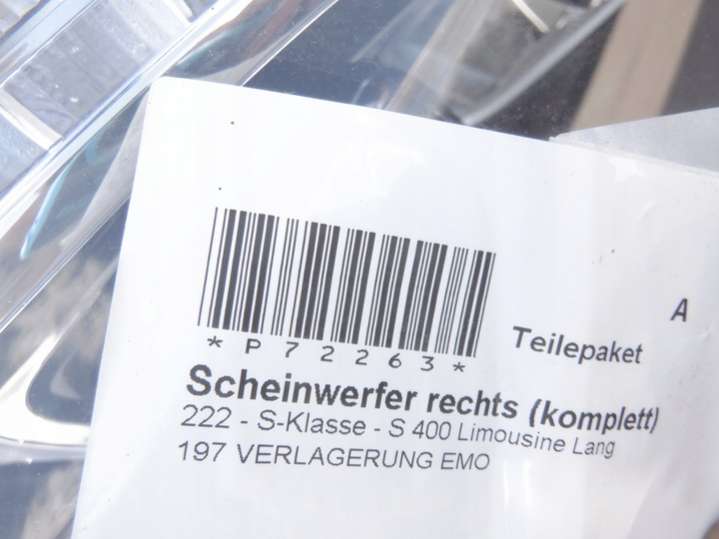 A
*P72263*
Teilepaket
Scheinwerfer rechts (komplett)
222 - S-Klasse - S 400 Limousine Lang
197 VERLAGERUNG EMO